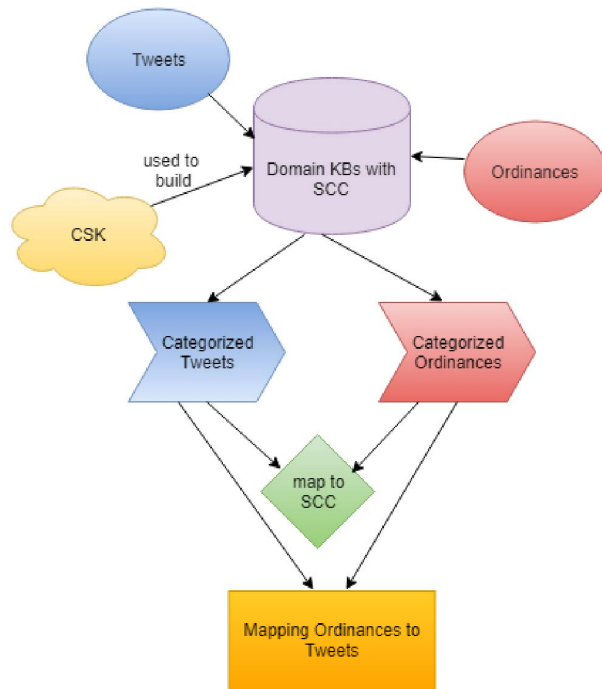 Tweets
used to
build
Domain KBs with
SCC
Ordinances
CSK
Categorized
Tweets
Categorized
Ordinances
map to
SCC
Mapping Ordinances to
Tweets